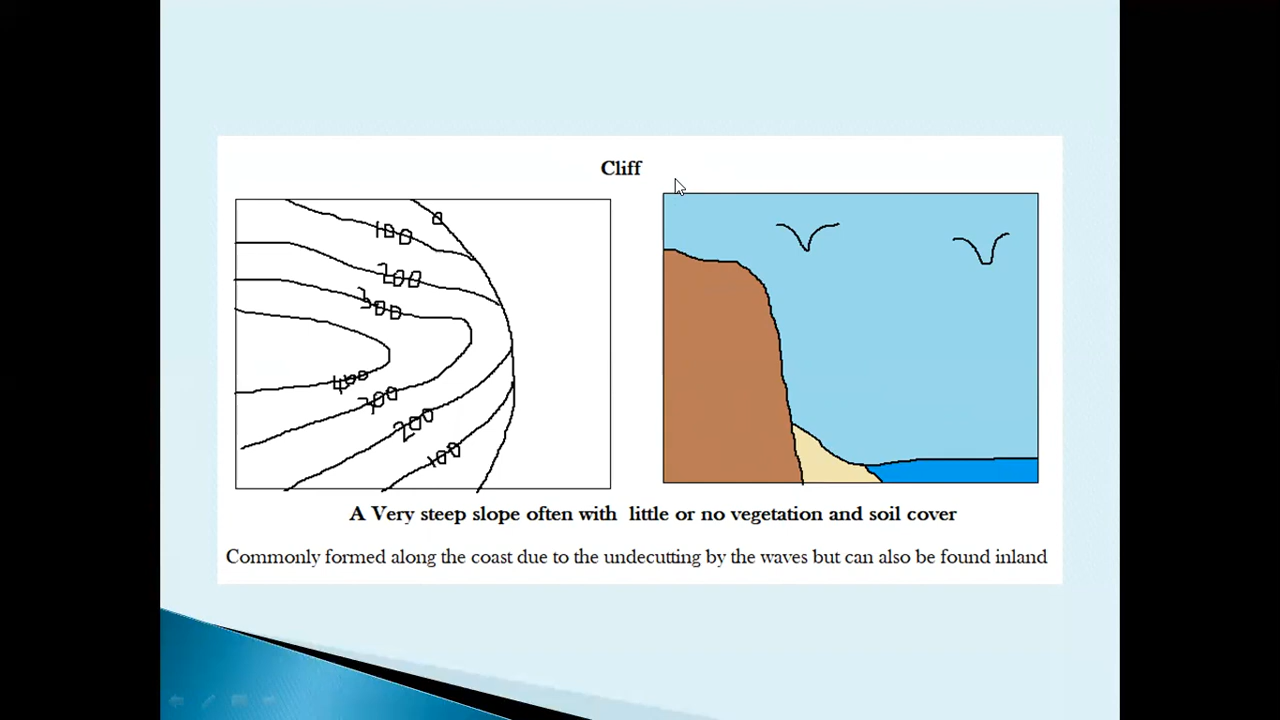 Cliff
0
100
200
300
400
300
200
100
A Very steep slope often with little or no vegetation and soil cover
Commonly formed along the coast due to the undecutting by the waves but can also be found inland